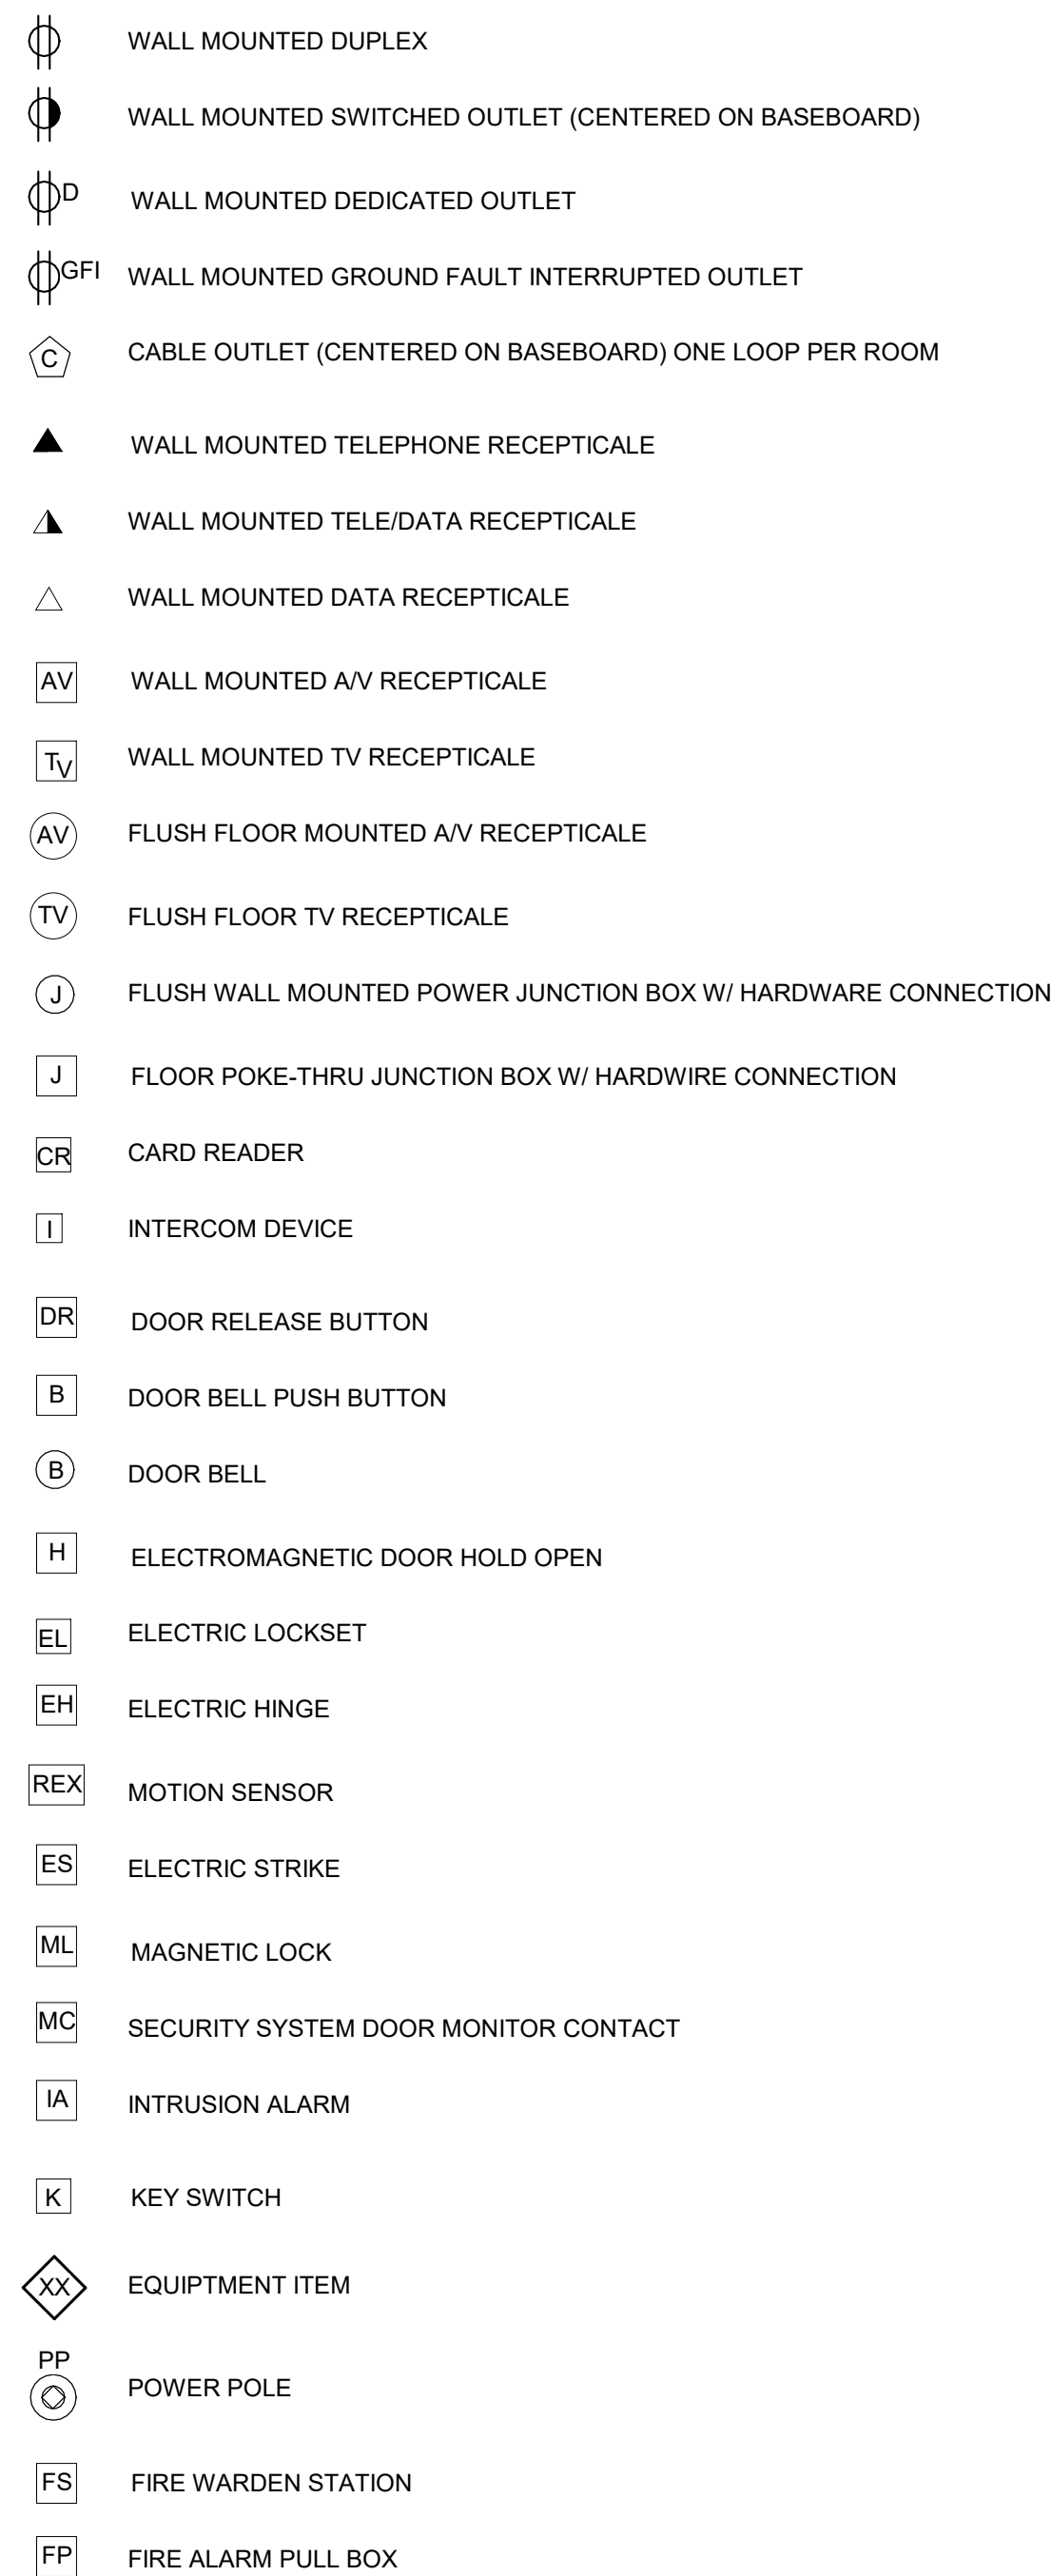 WALL MOUNTED DUPLEX
WALL MOUNTED SWITCHED OUTLET (CENTERED ON BASEBOARD)
D WALL MOUNTED DEDICATED OUTLET
GFI WALL MOUNTED GROUND FAULT INTERRUPTED OUTLET
C CABLE OUTLET (CENTERED ON BASEBOARD) ONE LOOP PER ROOM
WALL MOUNTED TELEPHONE RECEPTICALE
WALL MOUNTED TELE/DATA RECEPTICALE
WALL MOUNTED DATA RECEPTICALE
AV WALL MOUNTED A/V RECEPTICALE
TV WALL MOUNTED TV RECEPTICALE
AV FLUSH FLOOR MOUNTED A/V RECEPTICALE
TV FLUSH FLOOR TV RECEPTICALE
J FLUSH WALL MOUNTED POWER JUNCTION BOX W/ HARDWARE CONNECTION
J FLOOR POKE-THRU JUNCTION BOX W/ HARDWIRE CONNECTION
CR CARD READER
I INTERCOM DEVICE
DR DOOR RELEASE BUTTON
B DOOR BELL PUSH BUTTON
B DOOR BELL
H ELECTROMAGNETIC DOOR HOLD OPEN
EL ELECTRIC LOCKSET
EH ELECTRIC HINGE
REX MOTION SENSOR
ES ELECTRIC STRIKE
ML MAGNETIC LOCK
MC SECURITY SYSTEM DOOR MONITOR CONTACT
IA INTRUSION ALARM
K KEY SWITCH
XX EQUIPTMENT ITEM
PP
POWER POLE
FS FIRE WARDEN STATION
FP FIRE ALARM PULL BOX